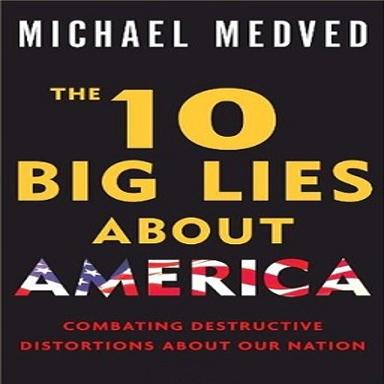 MICHAEL MEDVED
THE 10
BIG LIES
ABOUT
AMERICA
COMBATING DESTRUCTIVE
DISTORTIONS ABOUT OUR NATION